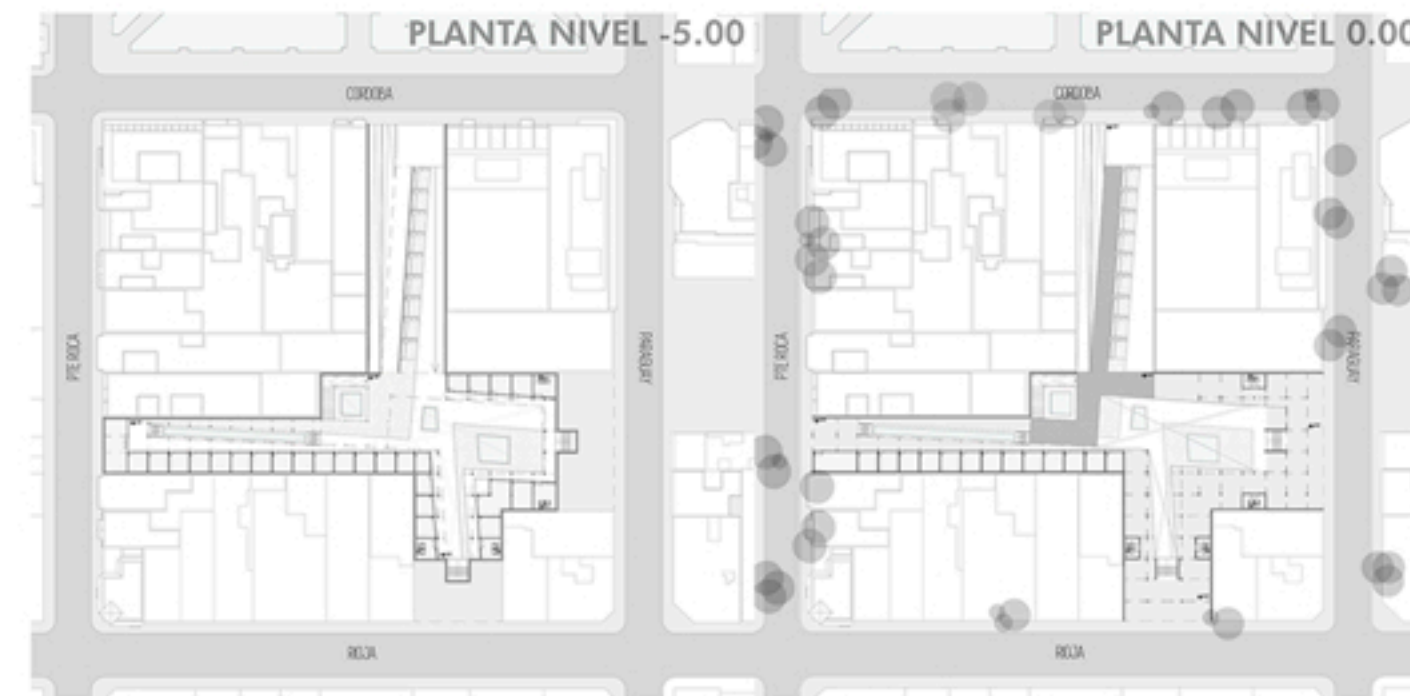 PLANTA NIVEL -5.00
PLANTA NIVEL 0.00
CORDOBA
CORDOBA
PTE ROCA
PARAGUAY
PTE ROCA
PARAGUAY
RIOJA
RIOJA